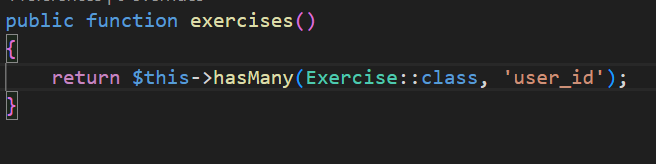 public function exercises()
{
return $this->hasMany(Exercise::class, 'user_id');
}